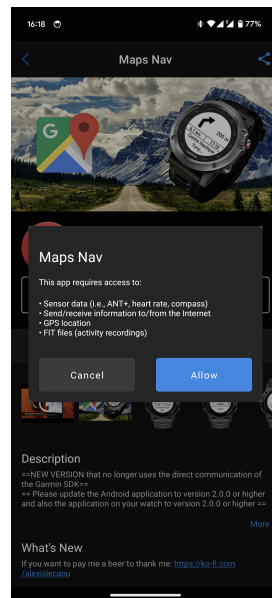 16:18
77%
Maps Nav
G
200 m
Maps Nav
This app requires access to:
• Sensor data (i.e., ANT+, heart rate, compass)
• Send/receive information to/from the Internet
• GPS location
• FIT files (activity recordings)
Cancel
Allow
Description
==NEW VERSION that no longer uses the direct communication of
the Garmin SDK==
== Please update the Android application to version 2.0.0 or higher
and also the application on your watch to version 2.0.0 or higher ==
More
What's New
If you want to pay me a beer to thank me: https://ko-fi.com
/alexislecanu